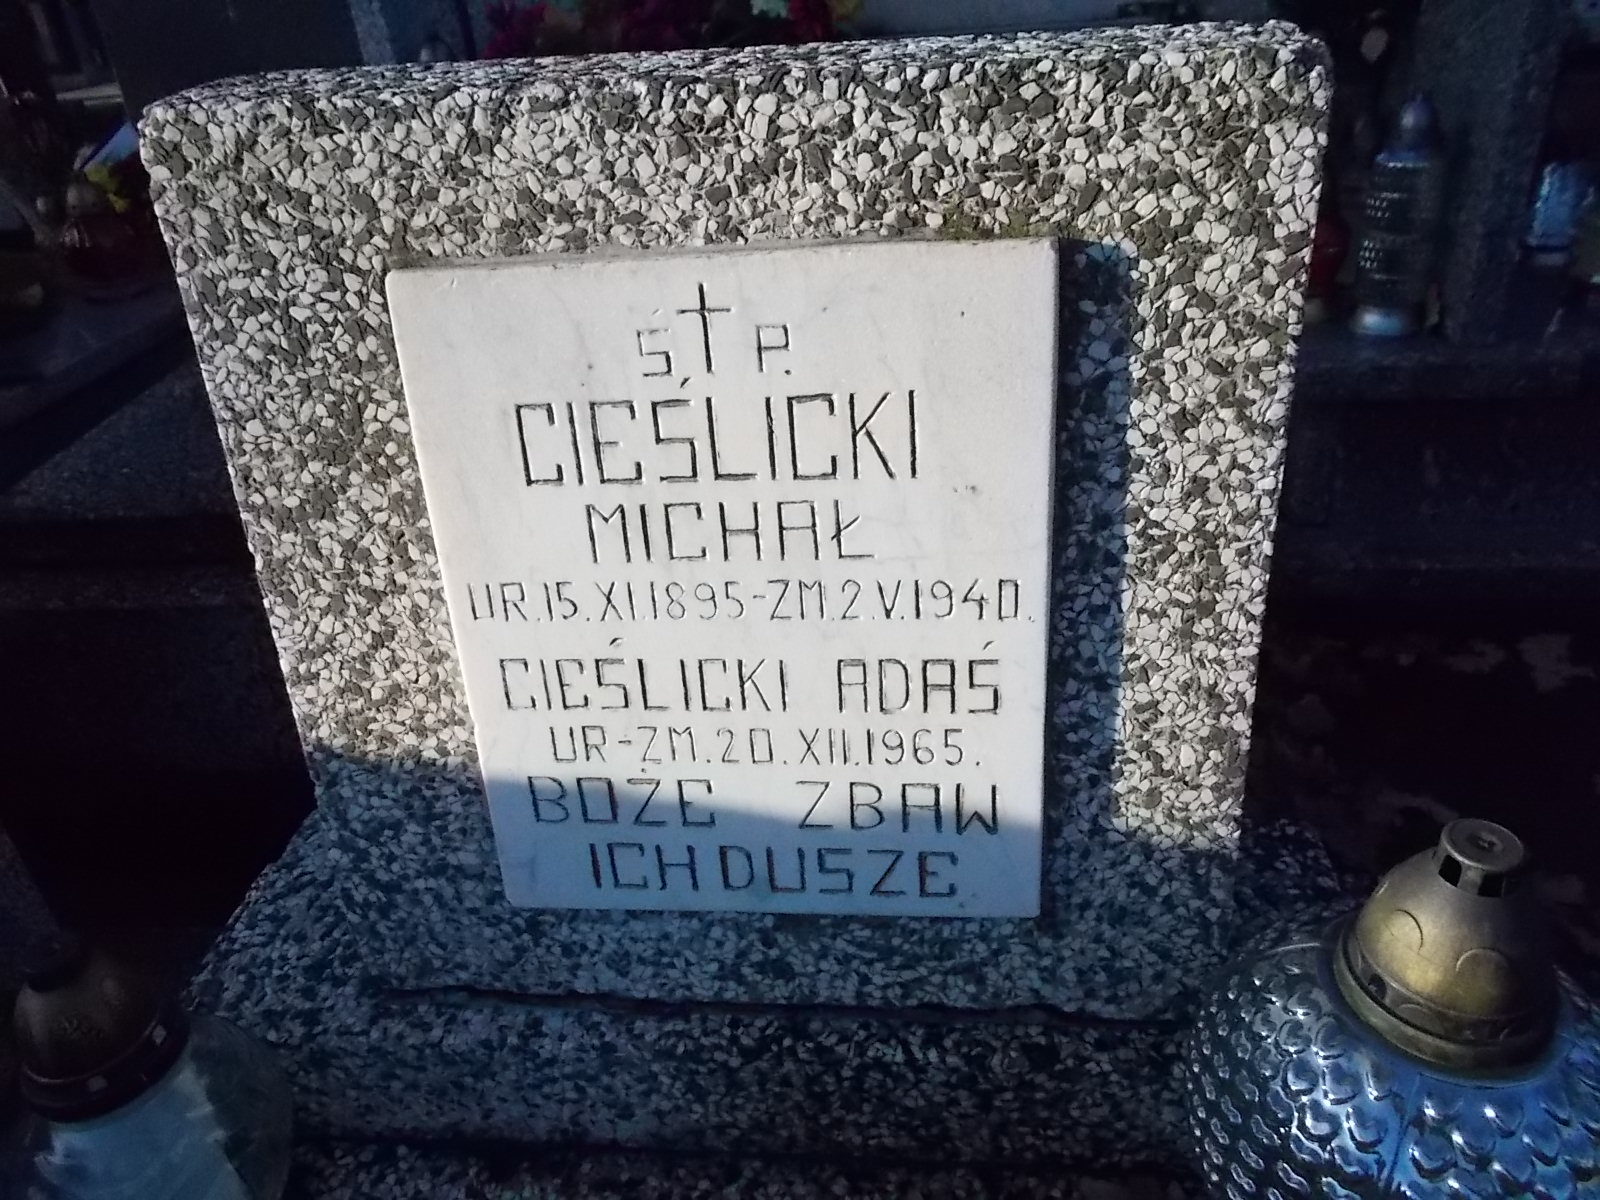 Ś † P.
CIEŚLICKI
MICHAŁ
UR.15.XI.1895-ZM.2.V.1940.
CIEŚLICKI ADAŚ
UR-ZM.20.XII.1965.
BOŻE ZBAW
ICH DUSZE.